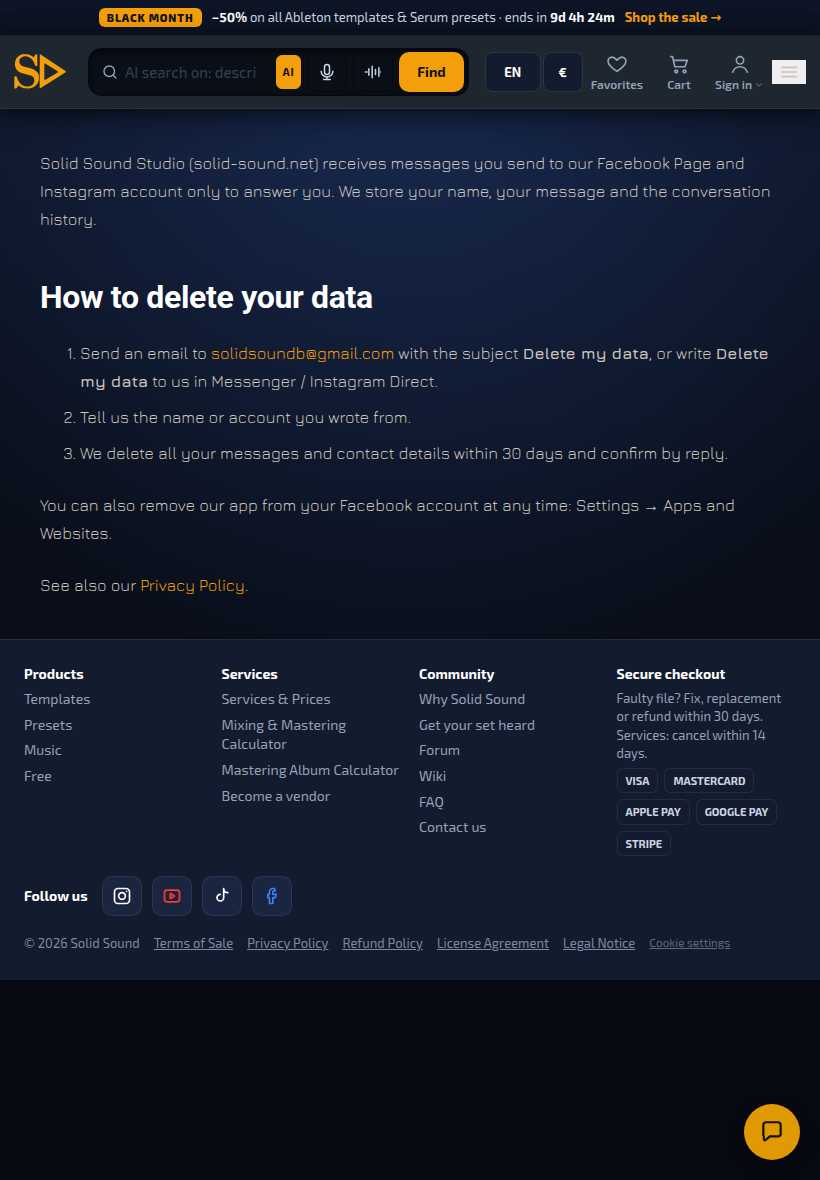 BLACK MONTH −50% on all Ableton templates & Serum presets · ends in 9d 4h 24m Shop the sale →
S
AI search on: descri AI Find EN € Favorites Cart Sign in
Solid Sound Studio (solid-sound.net) receives messages you send to our Facebook Page and
Instagram account only to answer you. We store your name, your message and the conversation
history.
How to delete your data
1. Send an email to solidsoundb@gmail.com with the subject Delete my data, or write Delete
my data to us in Messenger / Instagram Direct.
2. Tell us the name or account you wrote from.
3. We delete all your messages and contact details within 30 days and confirm by reply.
You can also remove our app from your Facebook account at any time: Settings → Apps and
Websites.
See also our Privacy Policy.
Products
Templates
Presets
Music
Free
Services
Services & Prices
Mixing & Mastering
Calculator
Mastering Album Calculator
Become a vendor
Community
Why Solid Sound
Get your set heard
Forum
Wiki
FAQ
Contact us
Secure checkout
Faulty file? Fix, replacement
or refund within 30 days.
Services: cancel within 14
days.
VISA MASTERCARD
APPLE PAY GOOGLE PAY
STRIPE
Follow us
© 2026 Solid Sound Terms of Sale Privacy Policy Refund Policy License Agreement Legal Notice Cookie settings